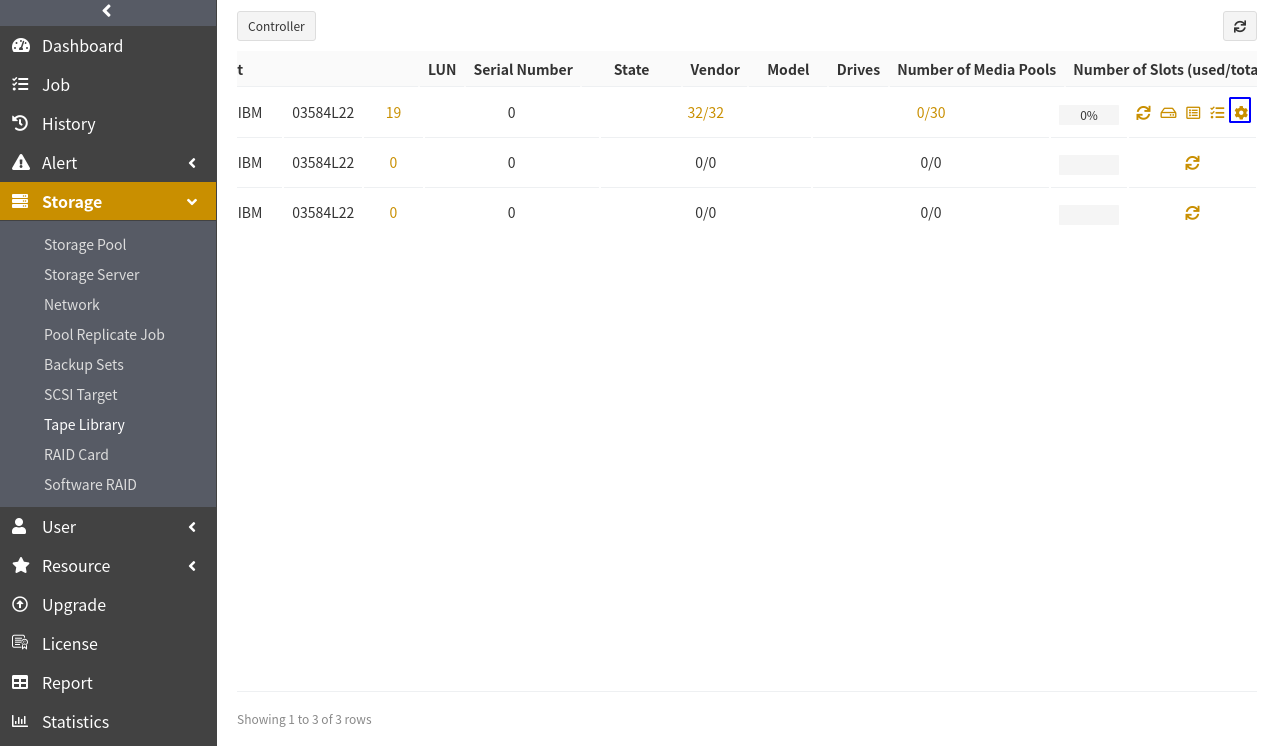 Dashboard
Job
History
Alert
Storage
Storage Pool
Storage Server
Network
Pool Replicate Job
Backup Sets
SCSI Target
Tape Library
RAID Card
Software RAID
User
Resource
Upgrade
License
Report
Statistics
Controller
t LUN Serial Number State Vendor Model Drives Number of Media Pools Number of Slots (used/tota
IBM 03584L22 19 0 32/32 0/30 0%
IBM 03584L22 0 0 0/0 0/0
IBM 03584L22 0 0 0/0 0/0
Showing 1 to 3 of 3 rows